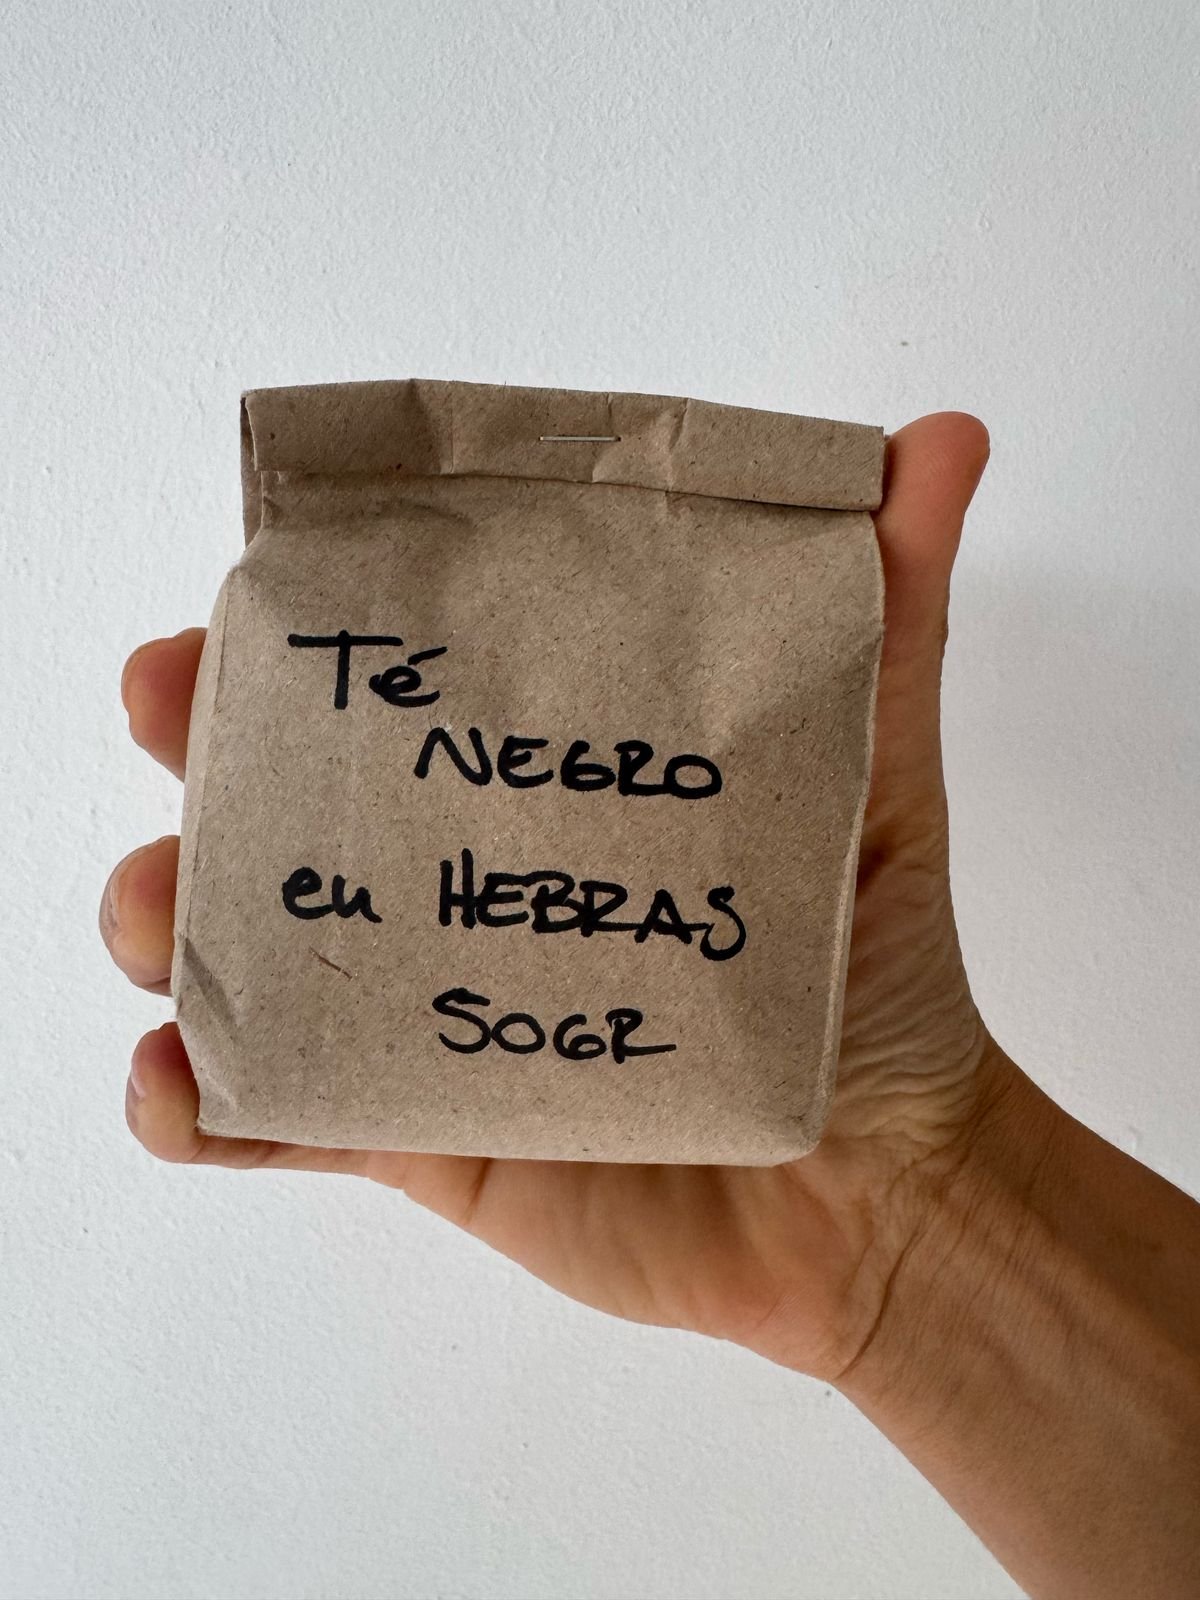 Té
NEGRO
en HEBRAS
50GR